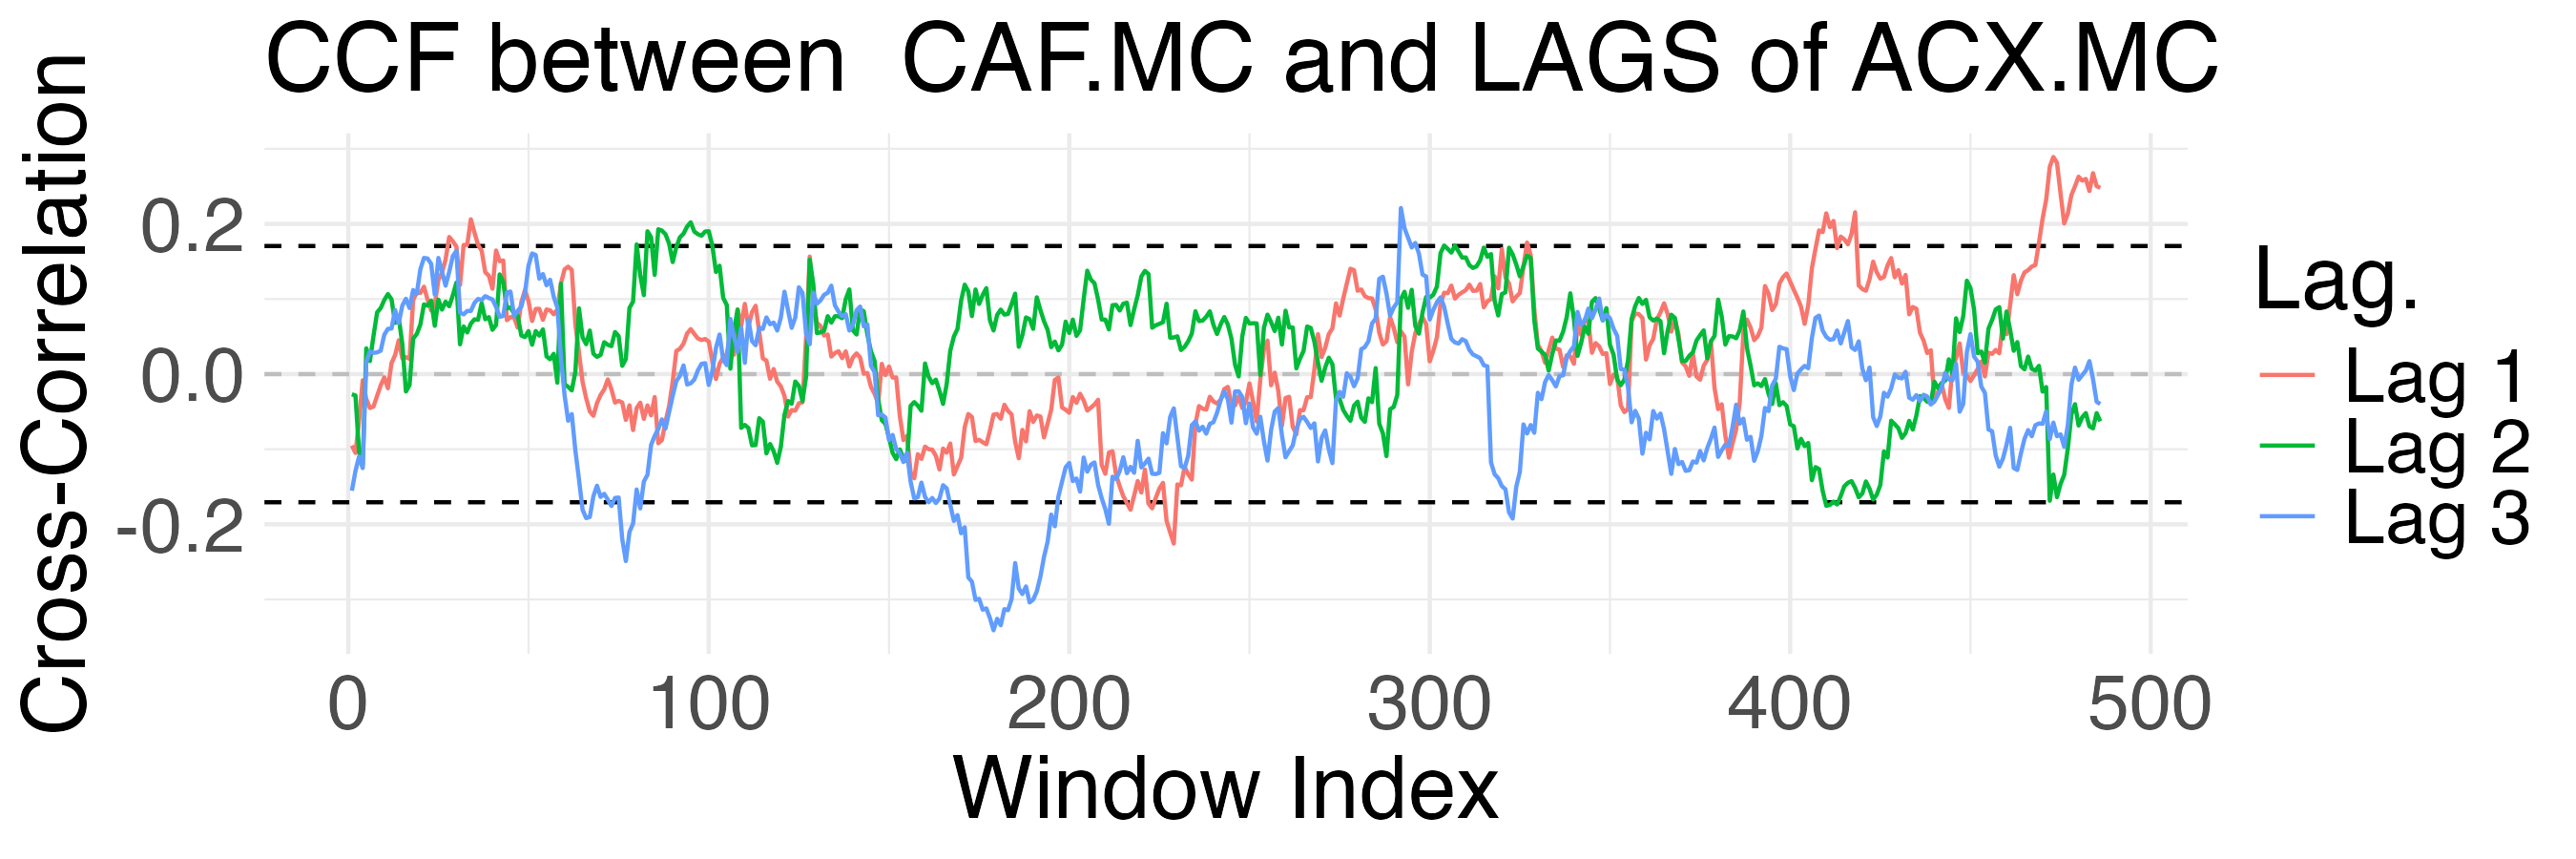 CCF between  CAF.MC and LAGS of ACX.MC
Cross-Correlation
0.2
0.0
-0.2
0 100 200 300 400 500
Window Index
Lag.
Lag 1
Lag 2
Lag 3